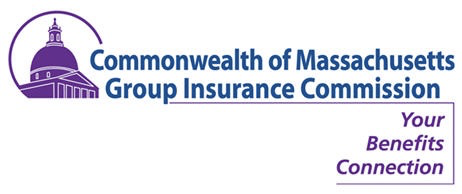 Commonwealth of Massachusetts
Group Insurance Commission
Your
Benefits
Connection